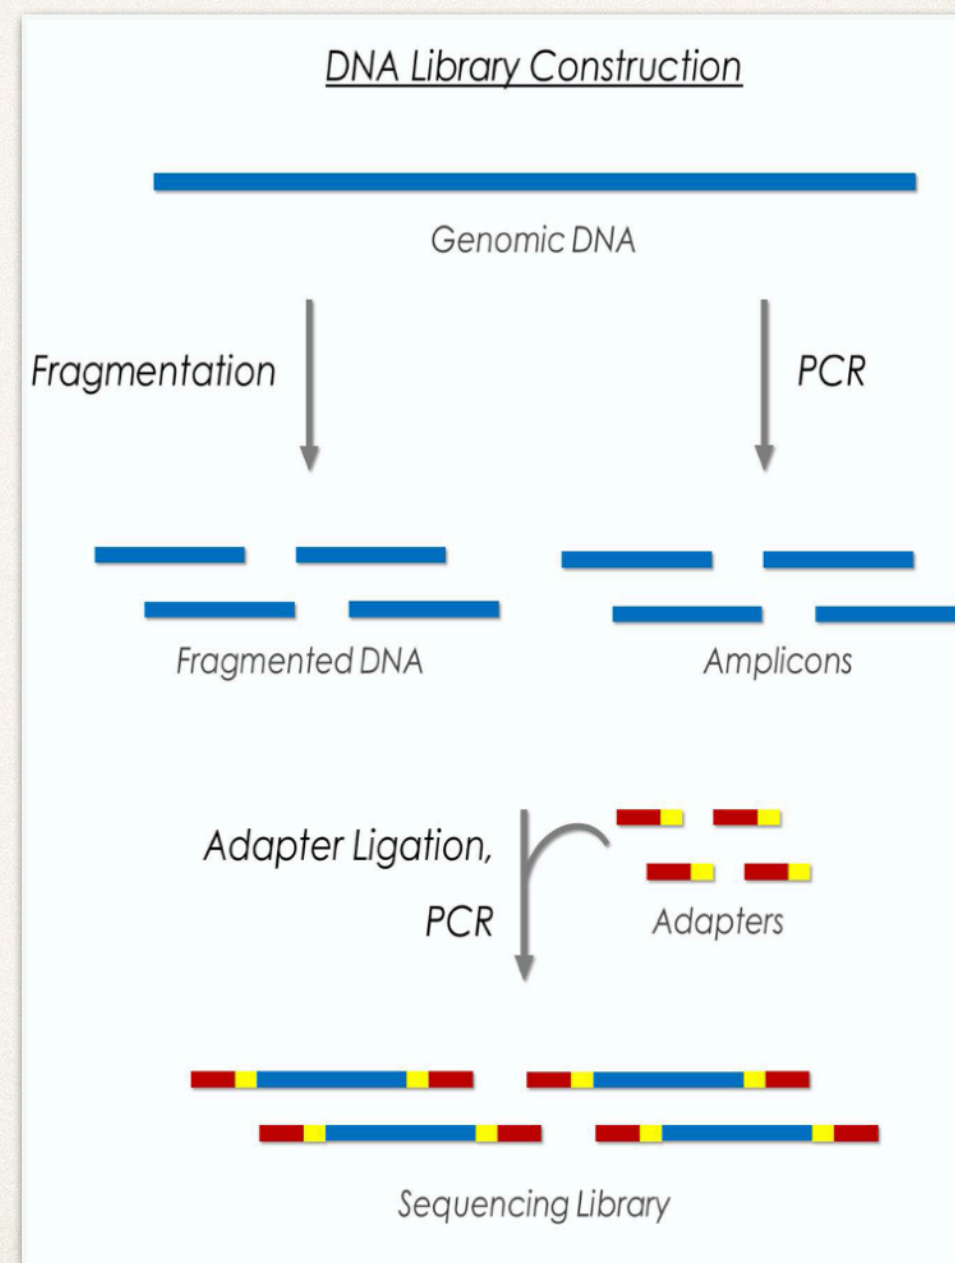 DNA Library Construction
Genomic DNA
Fragmentation
PCR
Fragmented DNA
Amplicons
Adapter Ligation,
PCR
Adapters
Sequencing Library